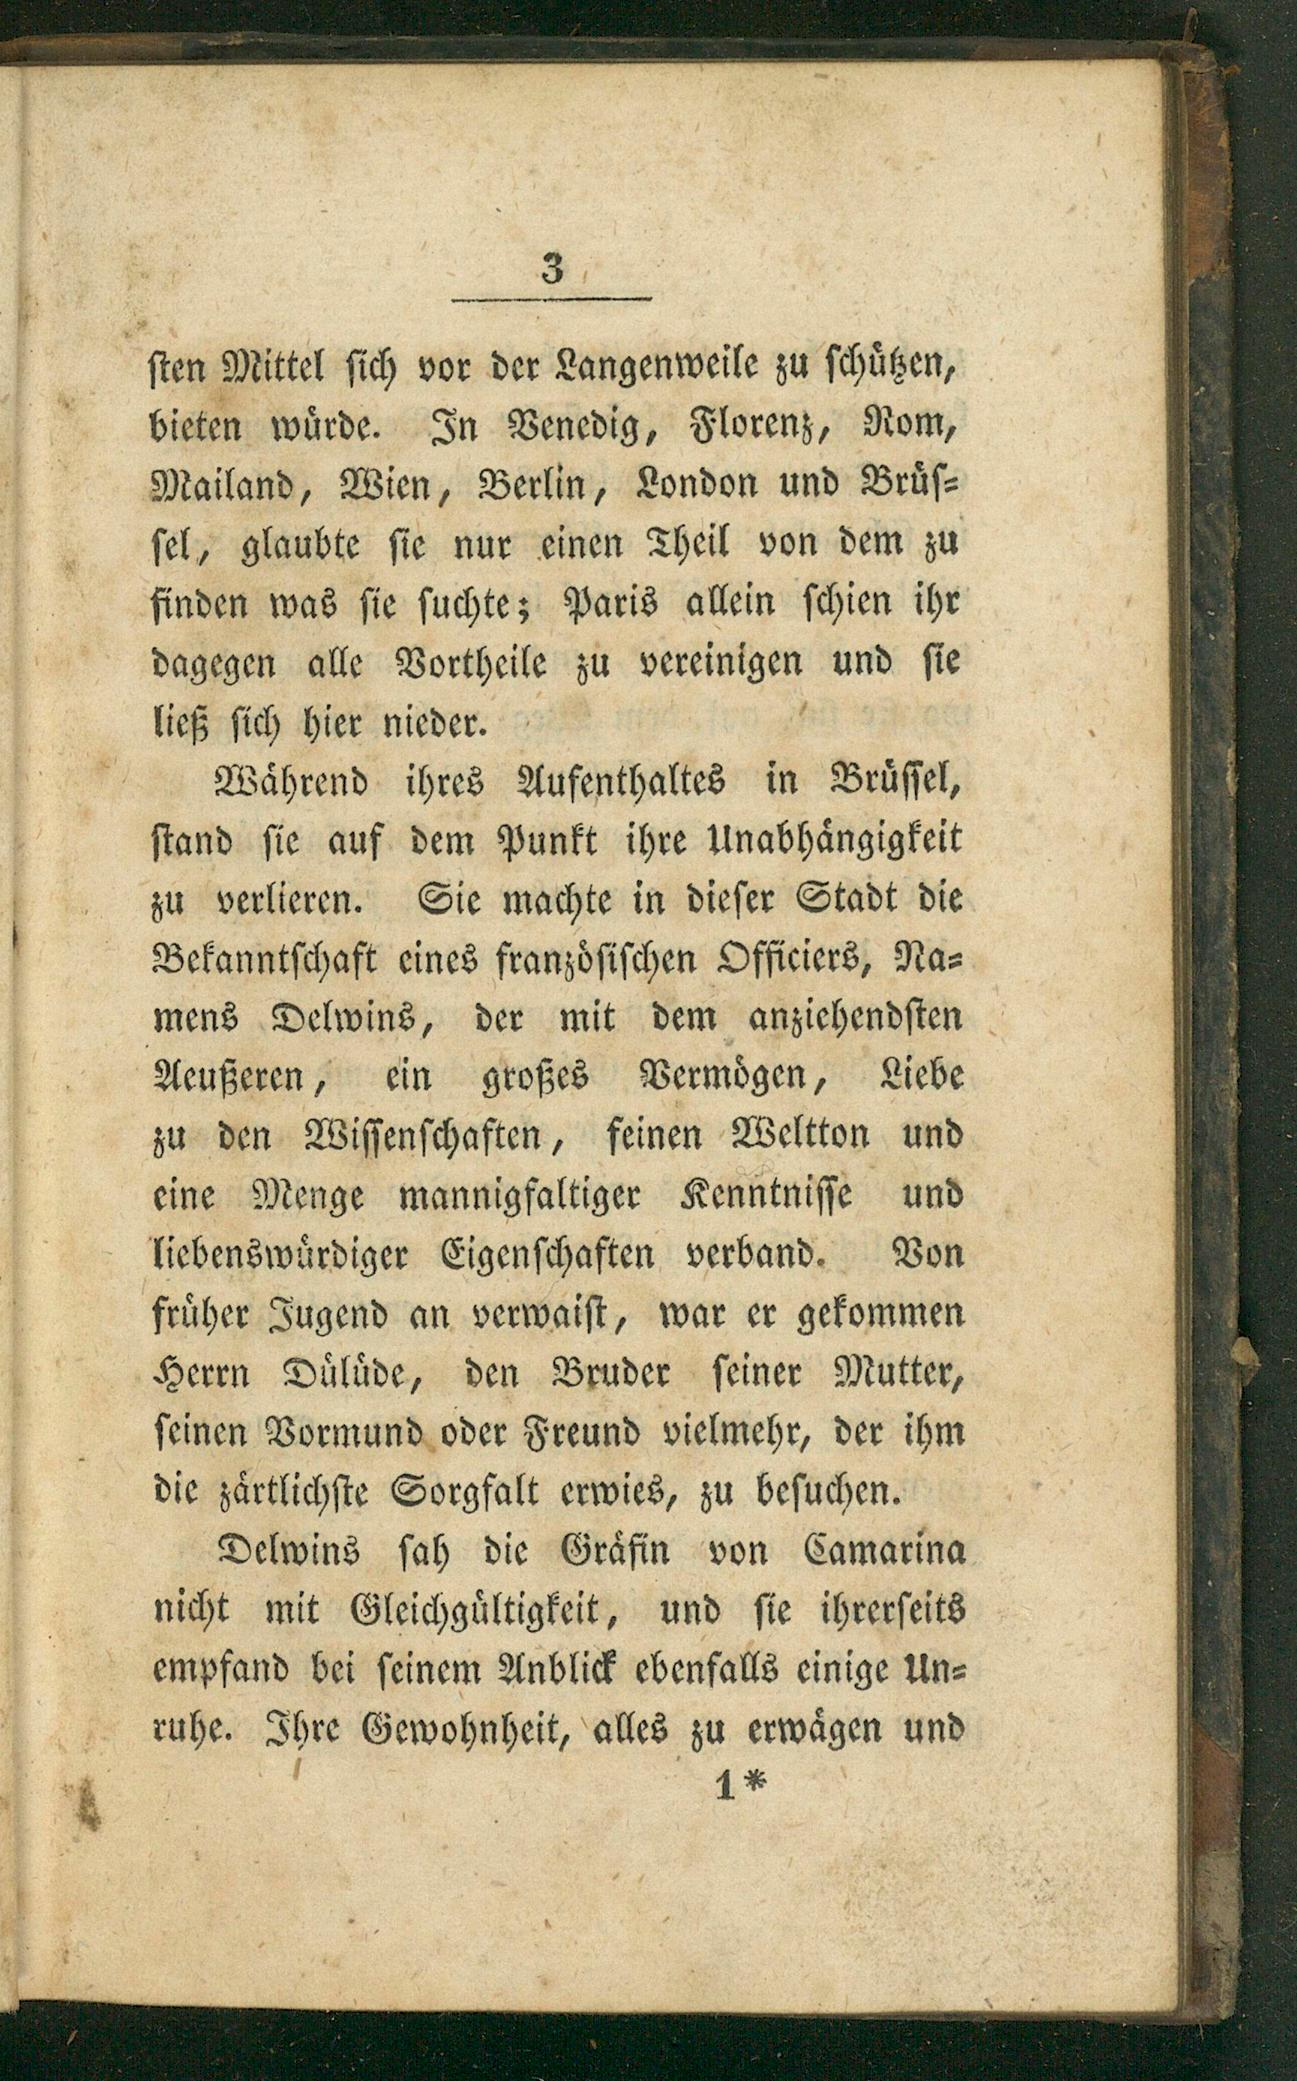 3
sten Mittel sich vor der Langenweile zu schützen,
bieten würde. In Venedig, Florenz, Rom,
Mailand, Wien, Berlin, London und Brüs-
sel, glaubte sie nur einen Theil von dem zu
finden was sie suchte; Paris allein schien ihr
dagegen alle Vortheile zu vereinigen und sie
ließ sich hier nieder.
Während ihres Aufenthaltes in Brüssel,
stand sie auf dem Punkt ihre Unabhängigkeit
zu verlieren. Sie machte in dieser Stadt die
Bekanntschaft eines französischen Officiers, Na-
mens Delwins, der mit dem anziehendsten
Aeußeren, ein großes Vermögen, Liebe
zu den Wissenschaften, feinen Weltton und
eine Menge mannigfaltiger Kenntnisse und
liebenswürdiger Eigenschaften verband. Von
früher Jugend an verwaist, war er gekommen
Herrn Dülüde, den Bruder seiner Mutter,
seinen Vormund oder Freund vielmehr, der ihm
die zärtlichste Sorgfalt erwies, zu besuchen.
Delwins sah die Gräfin von Camarina
nicht mit Gleichgültigkeit, und sie ihrerseits
empfand bei seinem Anblick ebenfalls einige Un-
ruhe. Ihre Gewohnheit, alles zu erwägen und
1*